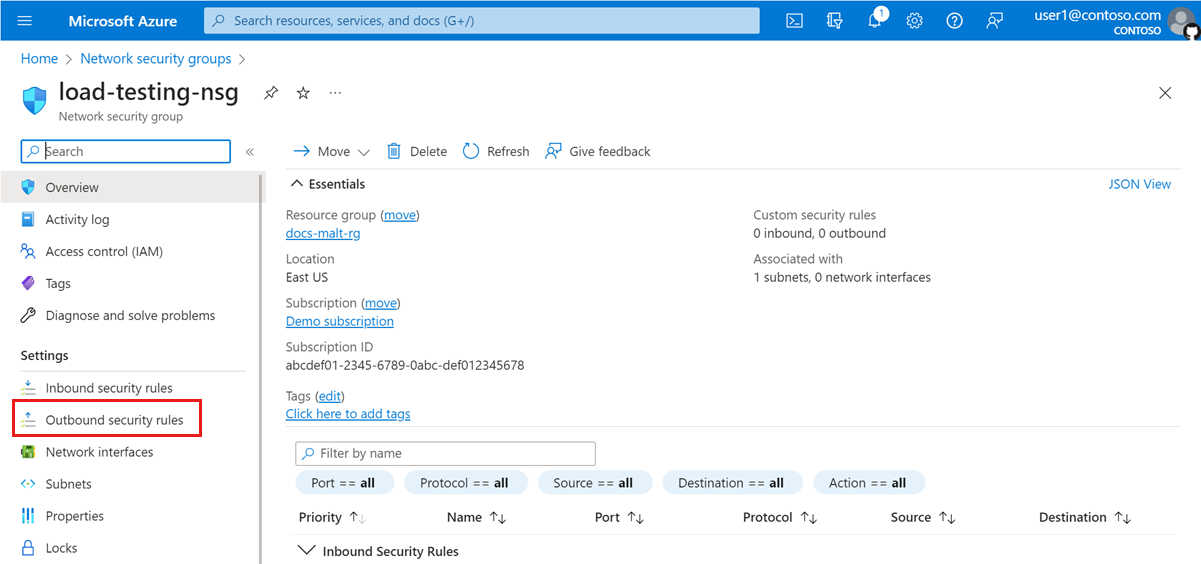 Microsoft Azure
Search resources, services, and docs (G+/)
1
user1@contoso.com
CONTOSO
Home > Network security groups >
load-testing-nsg
...
Network security group
Search
«
Move
Delete
Refresh
Give feedback
Overview
Activity log
Access control (IAM)
Tags
Diagnose and solve problems
Settings
Inbound security rules
Outbound security rules
Network interfaces
Subnets
Properties
Locks
Essentials
JSON View
Resource group (move)
docs-malt-rg
Location
East US
Subscription (move)
Demo subscription
Subscription ID
abcdef01-2345-6789-0abc-def012345678
Tags (edit)
Click here to add tags
Custom security rules
0 inbound, 0 outbound
Associated with
1 subnets, 0 network interfaces
Filter by name
Port == all
Protocol == all
Source == all
Destination == all
Action == all
Priority ↑↓ Name ↑↓ Port ↑↓ Protocol ↑↓ Source ↑↓ Destination ↑↓
Inbound Security Rules